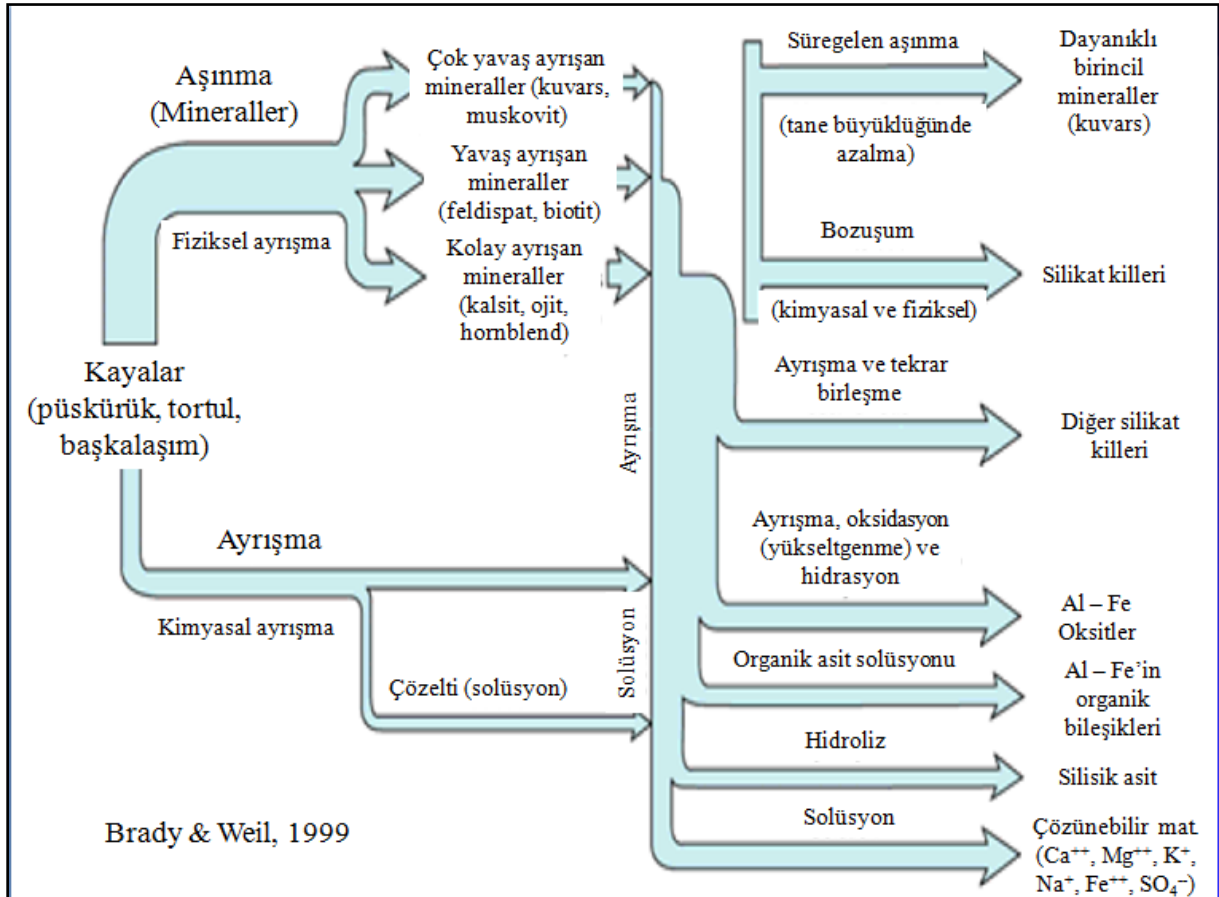 Aşınma
(Mineraller)
Fiziksel ayrışma
Çok yavaş ayrışan
mineraller (kuvars,
muskovit)
Yavaş ayrışan
mineraller
(feldispat, biotit)
Kolay ayrışan
mineraller
(kalsit, ojit,
hornblend)
Kayalar
(püskürük, tortul,
başkalaşım)
Ayrışma
Kimyasal ayrışma
Çözelti (solüsyon)
Ayrışma
Solüsyon
Süregelen aşınma
(tane büyüklüğünde
azalma)
Dayanıklı
birincil
mineraller
(kuvars)
Bozuşum
(kimyasal ve fiziksel)
Silikat killeri
Ayrışma ve tekrar
birleşme
Diğer silikat
killeri
Ayrışma, oksidasyon
(yükseltgenme) ve
hidrasyon
Al – Fe
Oksitler
Organik asit solüsyonu
Al – Fe’in
organik
bileşikleri
Hidroliz
Silisik asit
Solüsyon
Çözünebilir mat.
(Ca⁺⁺, Mg⁺⁺, K⁺,
Na⁺, Fe⁺⁺, SO₄⁻)
Brady & Weil, 1999